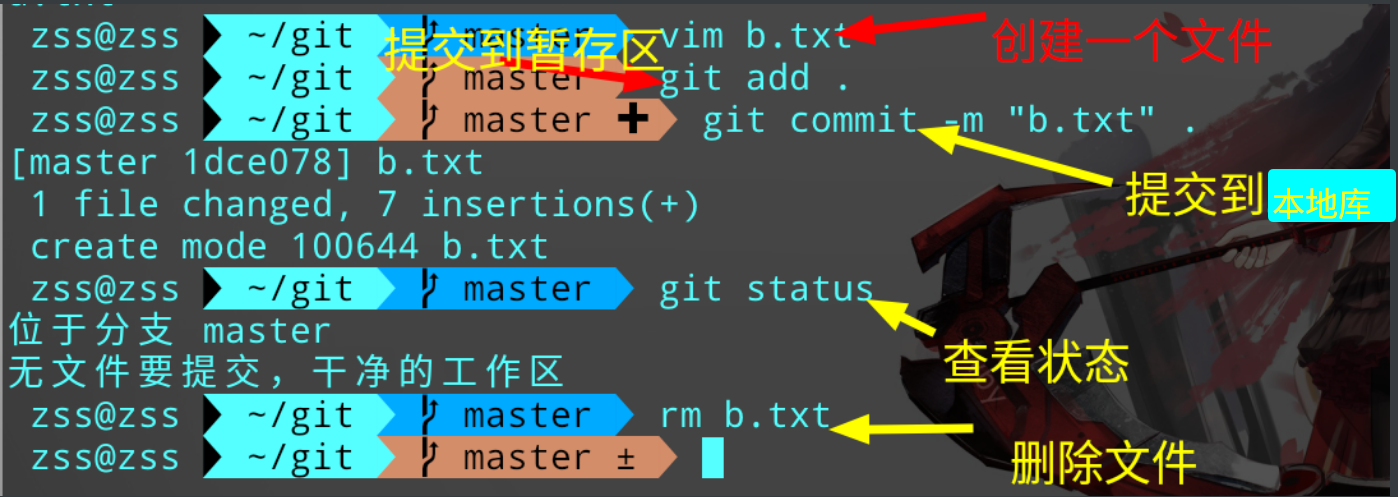 zss@zss ~/git master vim b.txt 创建一个文件
提交到暂存区
zss@zss ~/git master git add .
zss@zss ~/git master ✚ git commit -m "b.txt" .
[master 1dce078] b.txt
提交到 本地库
1 file changed, 7 insertions(+)
create mode 100644 b.txt
zss@zss ~/git master git status
位于分支 master
无文件要提交，干净的工作区
查看状态
zss@zss ~/git master rm b.txt
zss@zss ~/git master ±
删除文件